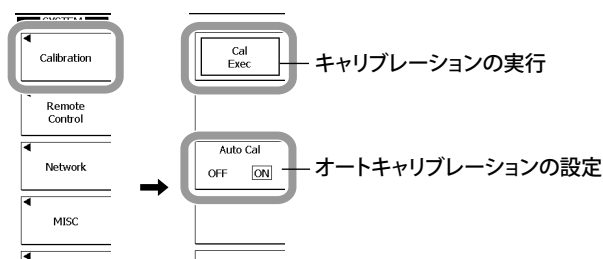 SYSTEM
Calibration
Remote
Control
Network
MISC
Cal
Exec
キャリブレーションの実行
Auto Cal
OFF ON
オートキャリブレーションの設定